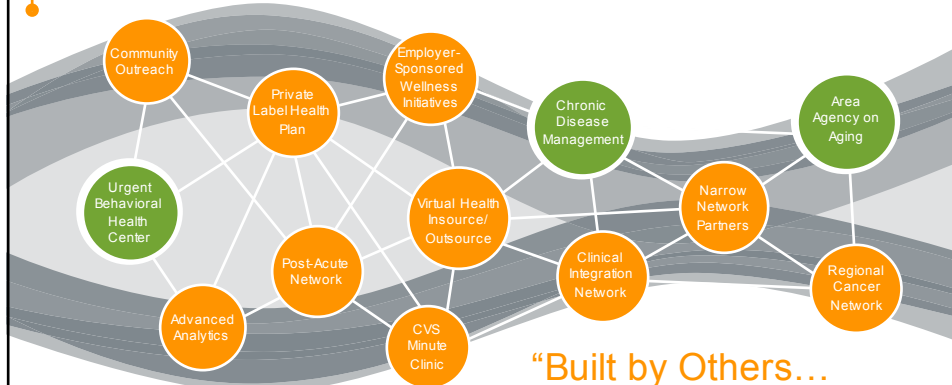 Community
Outreach
Private
Label Health
Plan
Employer-
Sponsored
Wellness
Initiatives
Chronic
Disease
Management
Area
Agency on
Aging
Urgent
Behavioral
Health
Center
Virtual Health
Insource/
Outsource
Narrow
Network
Partners
Post-Acute
Network
Clinical
Integration
Network
Regional
Cancer
Network
Advanced
Analytics
CVS
Minute
Clinic
“Built by Others…